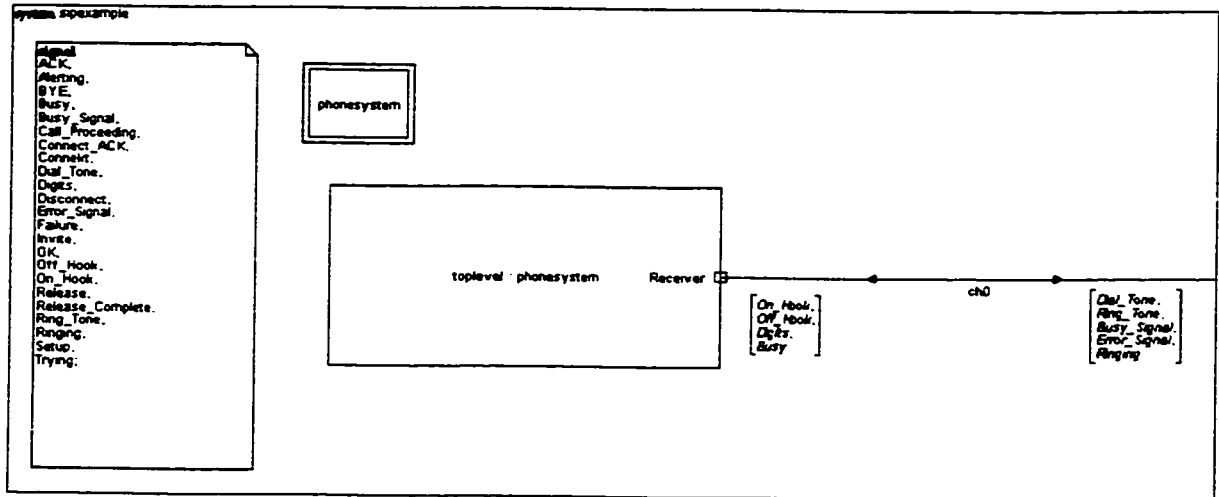 system sipexample
signal
ACK,
Alerting,
BYE,
Busy,
Busy_Signal,
Call_Proceeding,
Connect_ACK,
Connekt,
Dial_Tone,
Digits,
Disconnect,
Error_Signal,
Failure,
Invite,
OK,
Off_Hook,
On_Hook,
Release,
Release_Complete,
Ring_Tone,
Ringing,
Setup,
Trying;
phonesystem
toplevel : phonesystem
Receiver
On_Hook,
Off_Hook,
Digits,
Busy
ch0
Dial_Tone,
Ring_Tone,
Busy_Signal,
Error_Signal,
Ringing